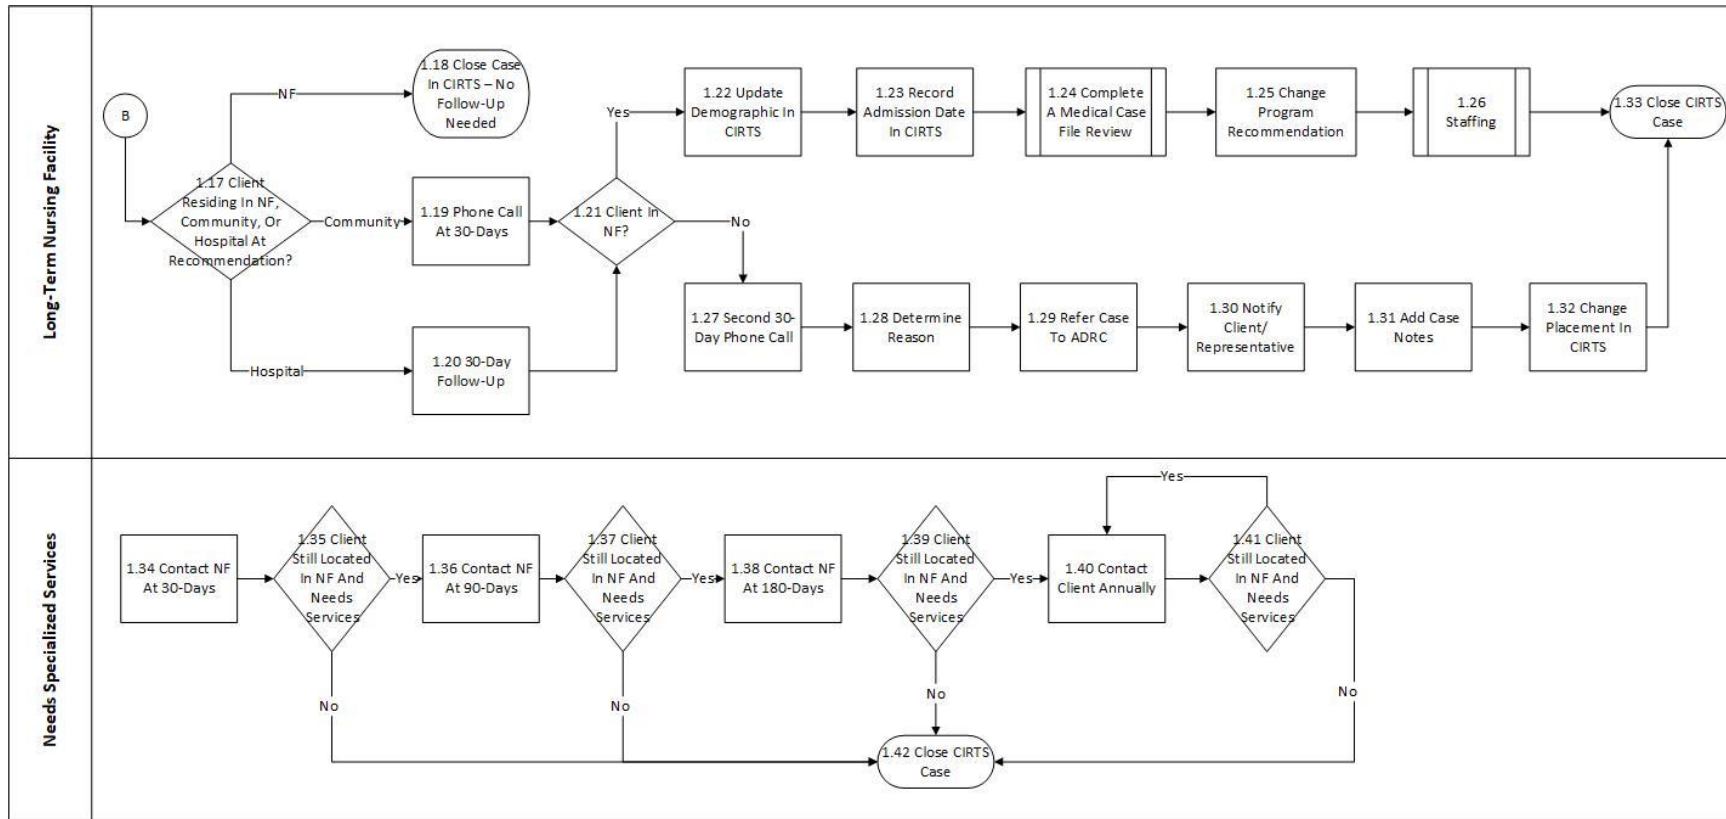 Long-Term Nursing Facility
B
1.17 Client
Residing In NF,
Community, Or
Hospital At
Recommendation?
NF
Community
Hospital
1.18 Close Case
In CIRTS – No
Follow-Up
Needed
1.19 Phone Call
At 30-Days
1.20 30-Day
Follow-Up
1.21 Client In
NF?
Yes
No
1.22 Update
Demographic In
CIRTS
1.23 Record
Admission Date
In CIRTS
1.24 Complete
A Medical Case
File Review
1.25 Change
Program
Recommendation
1.26
Staffing
1.33 Close CIRTS
Case
1.27 Second 30-
Day Phone Call
1.28 Determine
Reason
1.29 Refer Case
To ADRC
1.30 Notify
Client/
Representative
1.31 Add Case
Notes
1.32 Change
Placement In
CIRTS
Needs Specialized Services
1.34 Contact NF
At 30-Days
1.35 Client
Still Located
In NF And
Needs
Services
Yes
No
1.36 Contact NF
At 90-Days
1.37 Client
Still Located
In NF And
Needs
Services
Yes
No
1.38 Contact NF
At 180-Days
1.39 Client
Still Located
In NF And
Needs
Services
Yes
No
1.40 Contact
Client Annually
1.41 Client
Still Located
In NF And
Needs
Services
Yes
No
1.42 Close CIRTS
Case